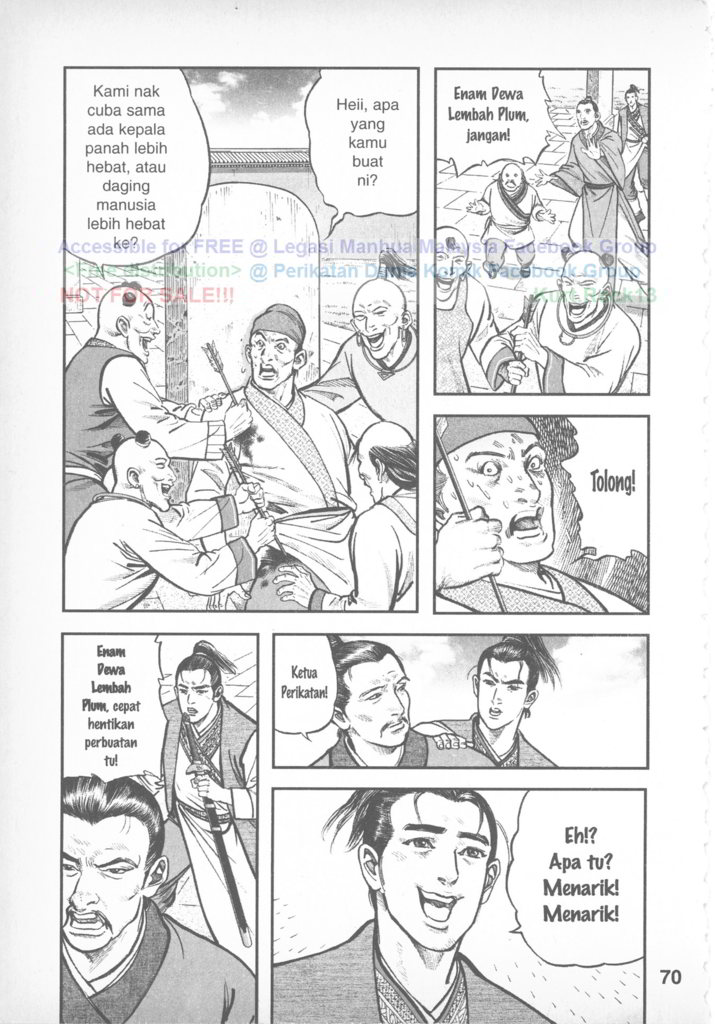 Kami nak
cuba sama
ada kepala
panah lebih
hebat, atau
daging
manusia
lebih hebat
ke?
Heii, apa
yang
kamu
buat
ni?
Enam Dewa
Lembah Plum,
jangan!
Accessible for FREE @ Legasi Manhua Malaysia Facebook Group
<Free distribution> @ Perikatan Dunia Komik Facebook Group
NOT FOR SALE!!!
Tolong!
Enam
Dewa
Lembah
Plum, cepat
hentikan
perbuatan
tu!
Ketua
Perikatan!
Eh!?
Apa tu?
Menarik!
Menarik!
70